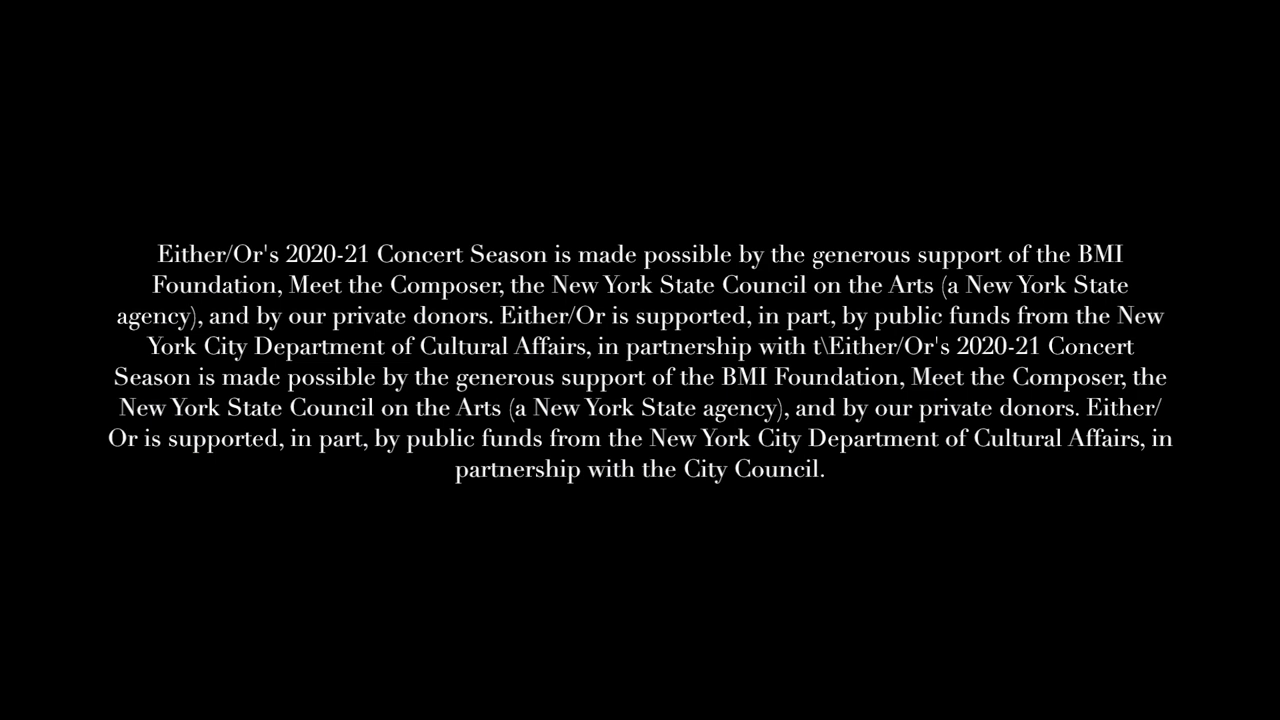 Either/Or's 2020-21 Concert Season is made possible by the generous support of the BMI
Foundation, Meet the Composer, the New York State Council on the Arts (a New York State
agency), and by our private donors. Either/Or is supported, in part, by public funds from the New
York City Department of Cultural Affairs, in partnership with t\Either/Or's 2020-21 Concert
Season is made possible by the generous support of the BMI Foundation, Meet the Composer, the
New York State Council on the Arts (a New York State agency), and by our private donors. Either/
Or is supported, in part, by public funds from the New York City Department of Cultural Affairs, in
partnership with the City Council.